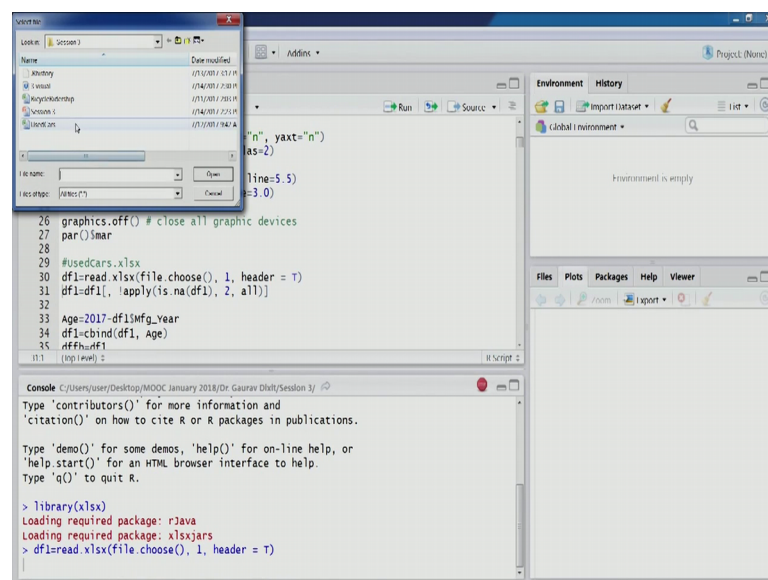 Select file
Look in: Session 3
Name
Date modified
.Rhistory
3 visual
BicycleRidership
Session 3
UsedCars
File name:
Open
Files of type: All files (*.*)
Cancel
Addins
Project: (None)
Run
Source
="n", yaxt="n")
las=2)
line=5.5)
e=3.0)
26 graphics.off() # close all graphic devices
27 par()$mar
28
29 #UsedCars.xlsx
30 df1=read.xlsx(file.choose(), 1, header = T)
31 df1=df1[, !apply(is.na(df1), 2, all)]
32
33 Age=2017-df1$Mfg_Year
34 df1=cbind(df1, Age)
35 dffb=df1
31:1 (Top Level)
R Script
Console C:/Users/user/Desktop/MOOC January 2018/Dr. Gaurav Dixit/Session 3/
Type 'contributors()' for more information and
'citation()' on how to cite R or R packages in publications.
Type 'demo()' for some demos, 'help()' for on-line help, or
'help.start()' for an HTML browser interface to help.
Type 'q()' to quit R.
> library(xlsx)
Loading required package: rJava
Loading required package: xlsxjars
> df1=read.xlsx(file.choose(), 1, header = T)
Environment History
Import Dataset
List
Global Environment
Environment is empty
Files Plots Packages Help Viewer
Zoom Export